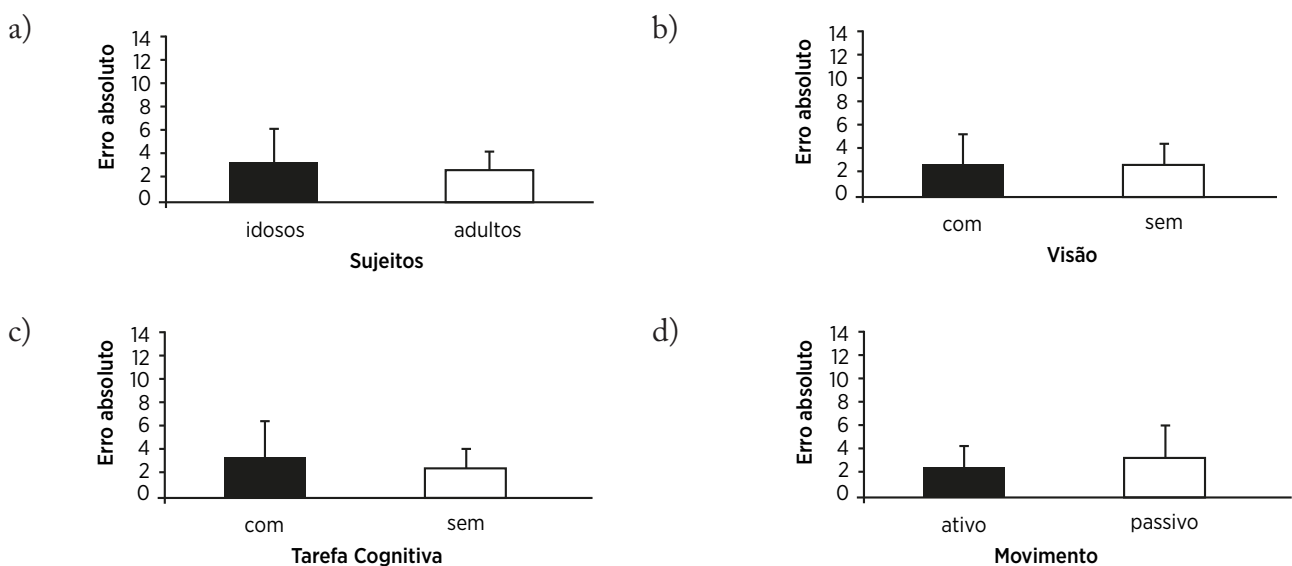 a)
Erro absoluto
14
12
10
8
6
4
2
0
idosos adultos
Sujeitos
b)
Erro absoluto
14
12
10
8
6
4
2
0
com sem
Visão
c)
Erro absoluto
14
12
10
8
6
4
2
0
com sem
Tarefa Cognitiva
d)
Erro absoluto
14
12
10
8
6
4
2
0
ativo passivo
Movimento